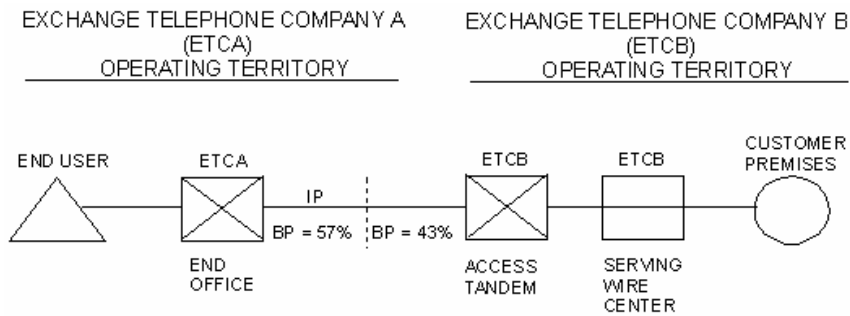 EXCHANGE TELEPHONE COMPANY A
(ETCA)
OPERATING TERRITORY
EXCHANGE TELEPHONE COMPANY B
(ETCB)
OPERATING TERRITORY
END USER
ETCA
IP
BP = 57%
BP = 43%
ETCB
ETCB
CUSTOMER
PREMISES
END
OFFICE
ACCESS
TANDEM
SERVING
WIRE
CENTER